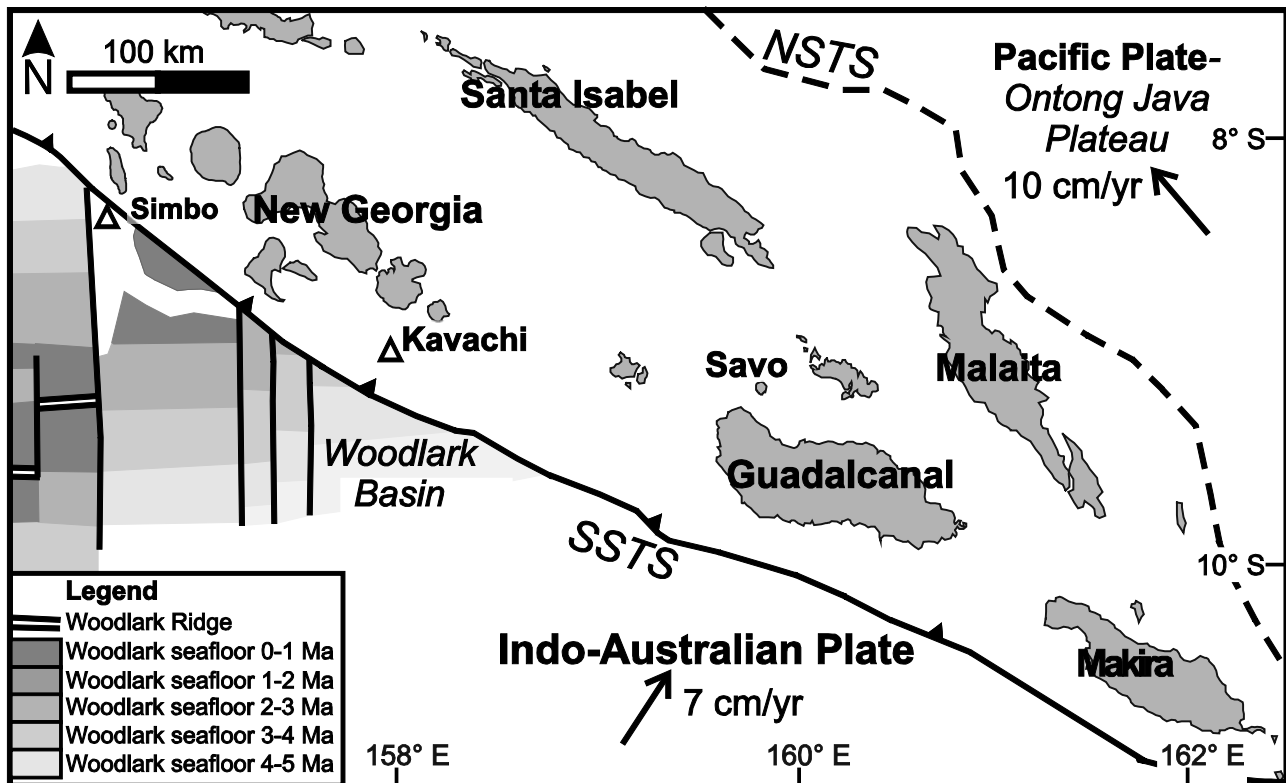 N
100 km
NSTS
Pacific Plate-
Ontong Java
Plateau
10 cm/yr
8° S
Santa Isabel
Simbo
New Georgia
Kavachi
Savo
Malaita
Woodlark
Basin
Guadalcanal
SSTS
10° S
Indo-Australian Plate
7 cm/yr
Makira
Legend
Woodlark Ridge
Woodlark seafloor 0-1 Ma
Woodlark seafloor 1-2 Ma
Woodlark seafloor 2-3 Ma
Woodlark seafloor 3-4 Ma
Woodlark seafloor 4-5 Ma
158° E
160° E
162° E